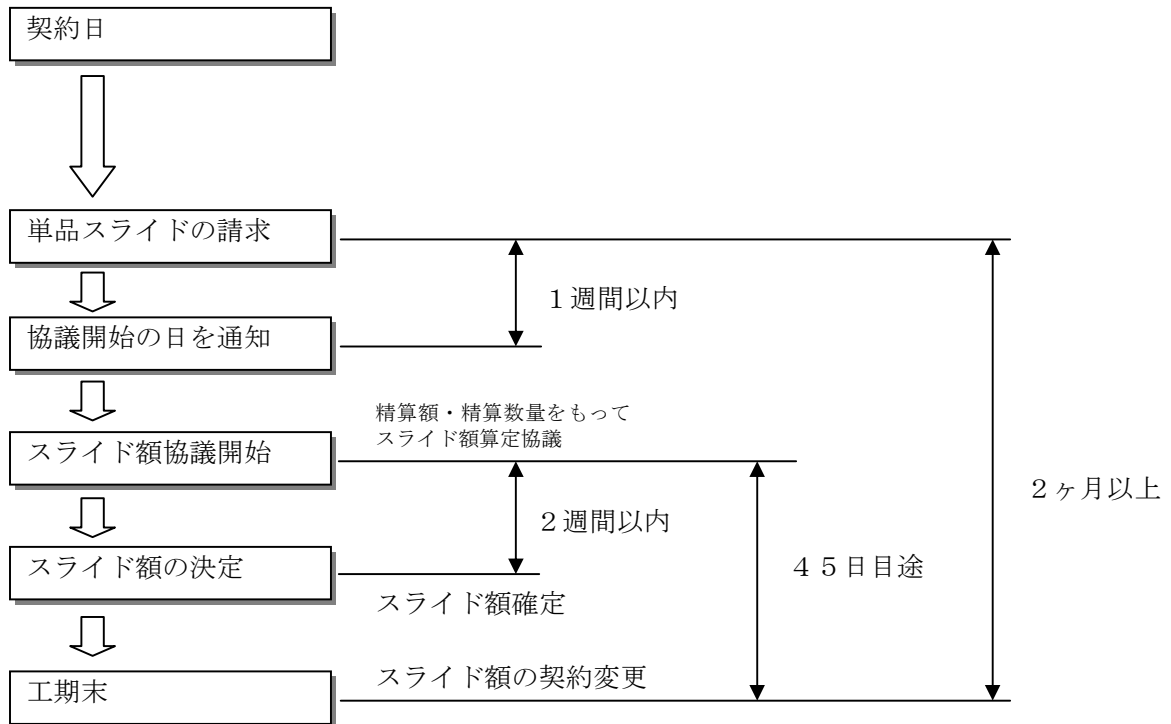 契約日
単品スライドの請求
１週間以内
協議開始の日を通知
精算額・精算数量をもって
スライド額算定協議
スライド額協議開始
２ヶ月以上
２週間以内
４５日目途
スライド額の決定
スライド額確定
スライド額の契約変更
工期末